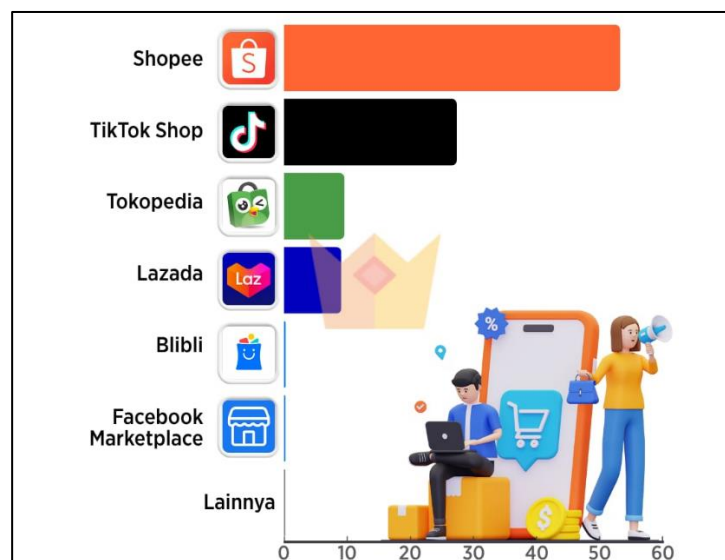 Shopee
S
TikTok Shop
Tokopedia
Lazada
Laz
Blibli
Facebook
Marketplace
Lainnya
%
$
0 10 20 30 40 50 60